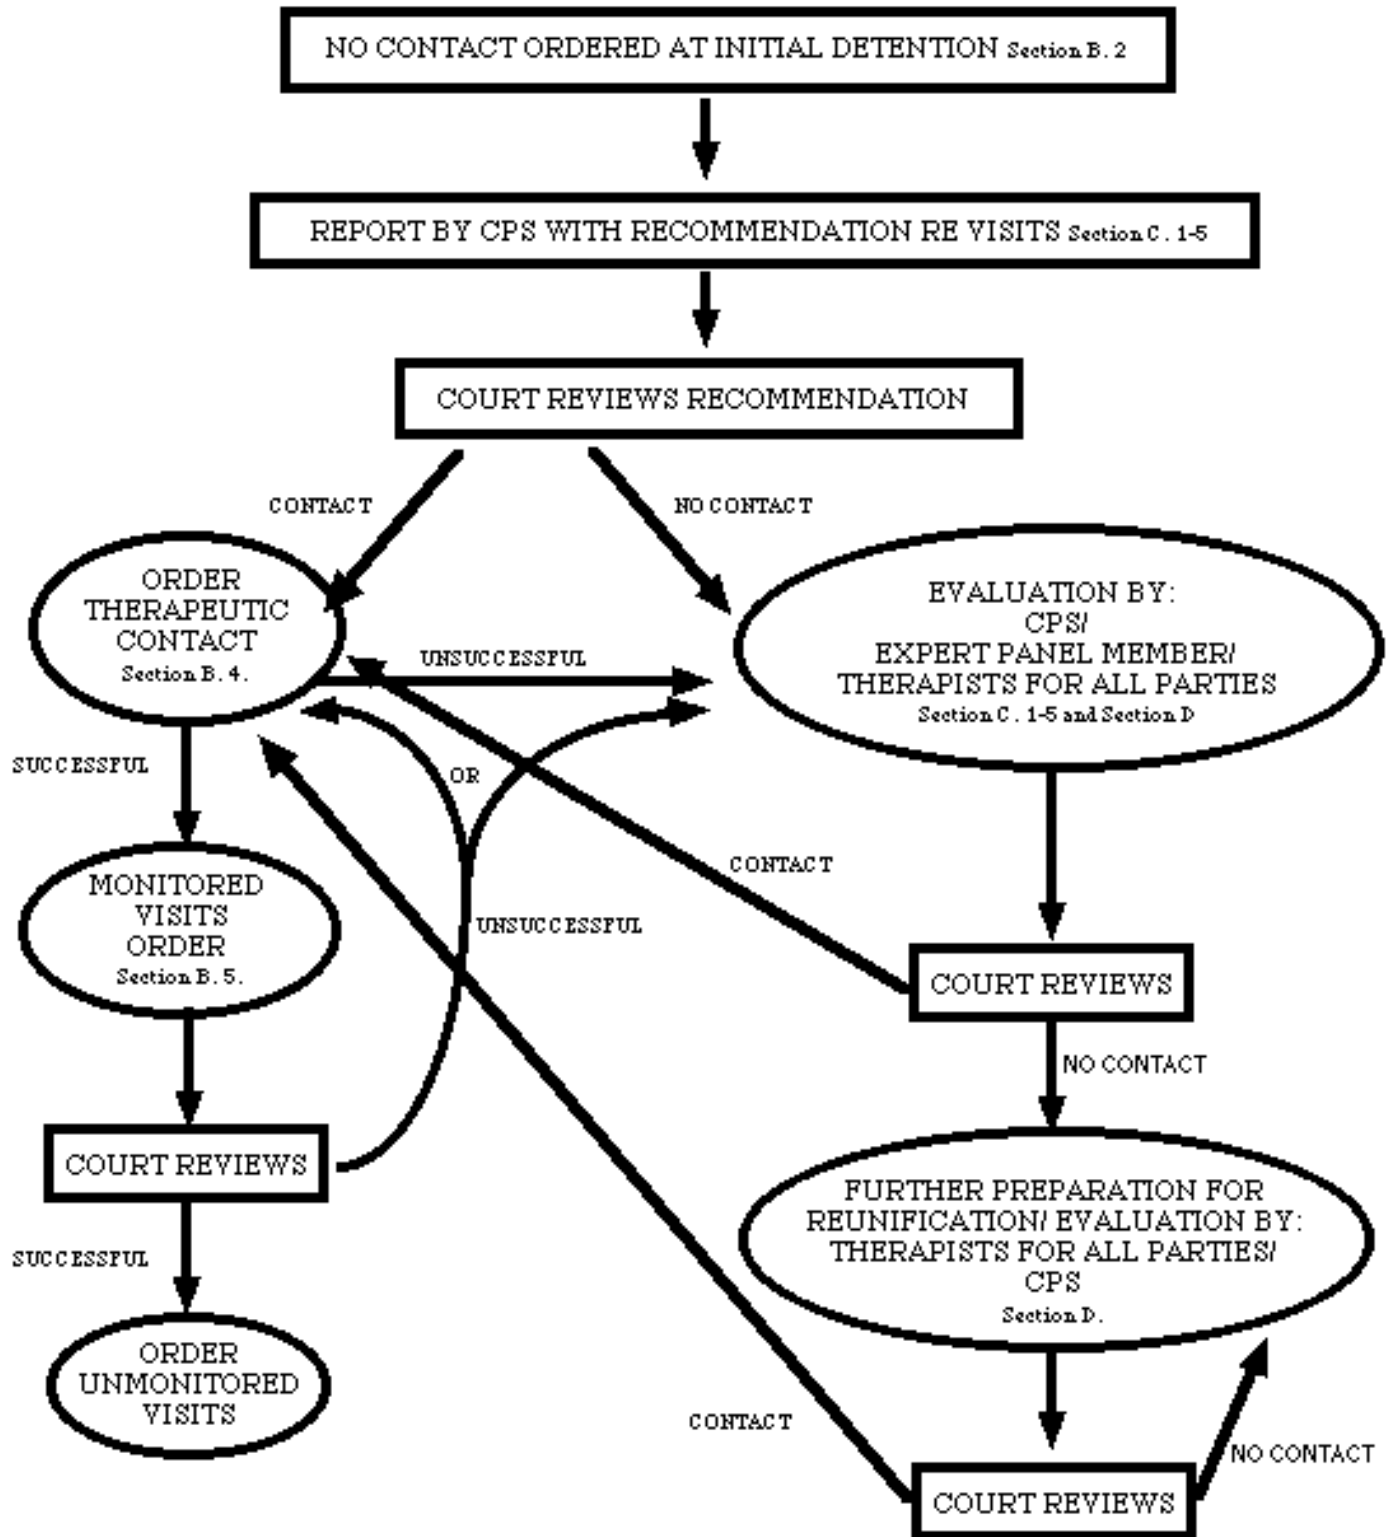 NO CONTACT ORDERED AT INITIAL DETENTION Section B. 2
REPORT BY CPS WITH RECOMMENDATION RE VISITS Section C. 1-5
COURT REVIEWS RECOMMENDATION
CONTACT
NO CONTACT
ORDER
THERAPEUTIC
CONTACT
Section B. 4.
UNSUCCESSFUL
EVALUATION BY:
CPS/
EXPERT PANEL MEMBER/
THERAPISTS FOR ALL PARTIES
Section C. 1-5 and Section D
SUCCESSFUL
OR
CONTACT
MONITORED
VISITS
ORDER
Section B. 5.
UNSUCCESSFUL
COURT REVIEWS
NO CONTACT
COURT REVIEWS
FURTHER PREPARATION FOR
REUNIFICATION/ EVALUATION BY:
THERAPISTS FOR ALL PARTIES/
CPS
Section D.
SUCCESSFUL
ORDER
UNMONITORED
VISITS
CONTACT
NO CONTACT
COURT REVIEWS